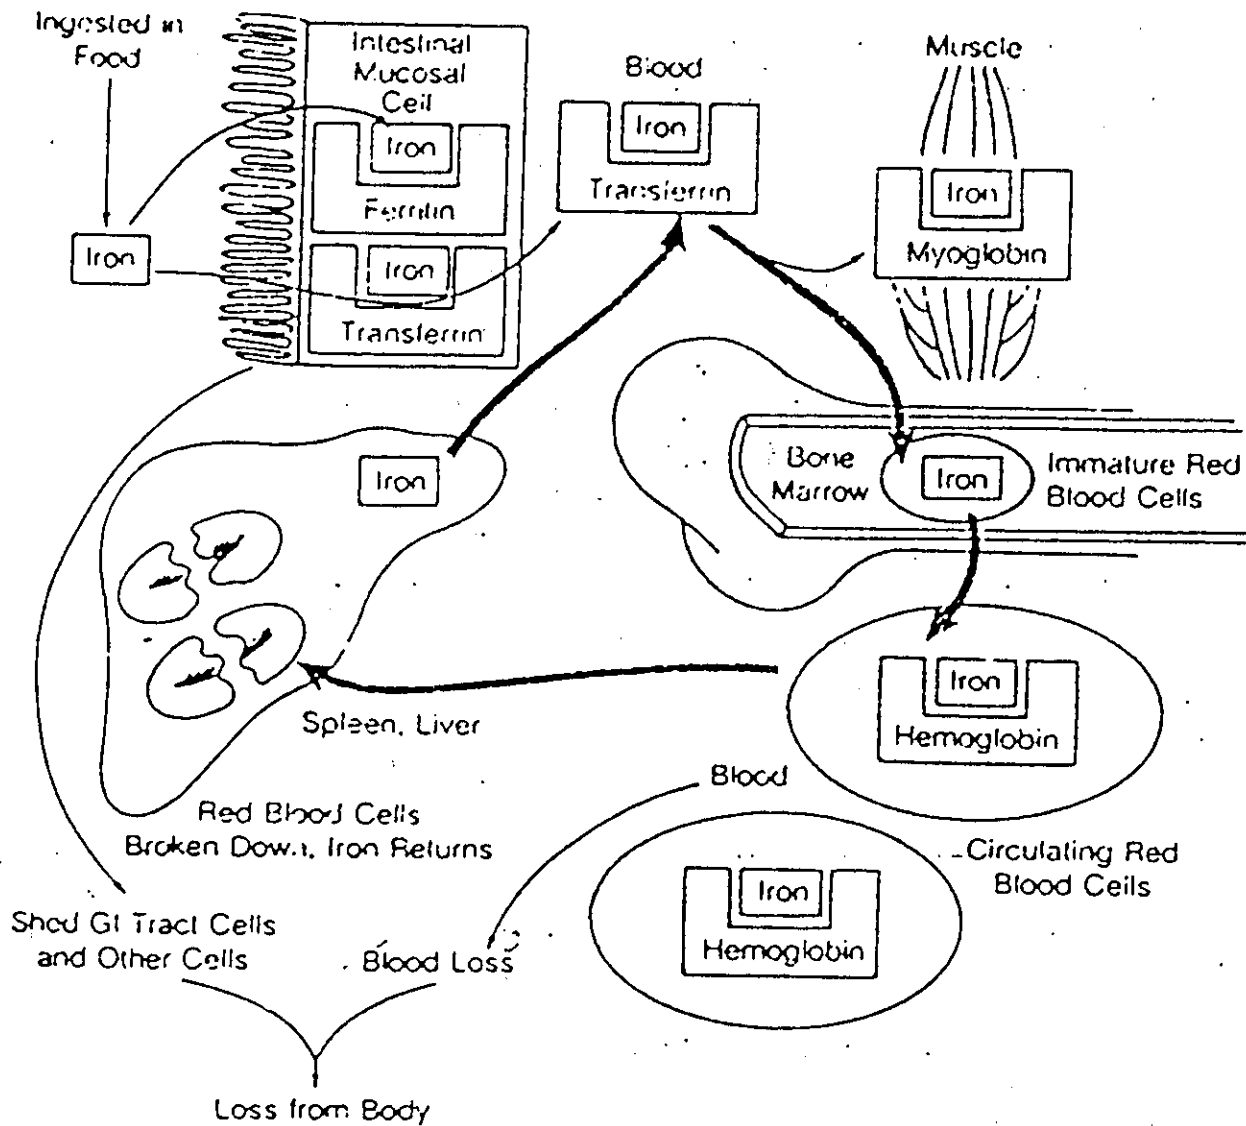 Ingested in
Food
Iron
Intestinal
Mucosal
Cell
Iron
Ferritin
Iron
Transferrin
Blood
Iron
Transferrin
Muscle
Iron
Myoglobin
Iron
Bone
Marrow
Iron
Immature Red
Blood Cells
Spleen, Liver
Iron
Hemoglobin
Blood
Red Blood Cells
Broken Down, Iron Returns
Circulating Red
Blood Cells
Iron
Hemoglobin
Shed GI Tract Cells
and Other Cells
Blood Loss
Loss from Body